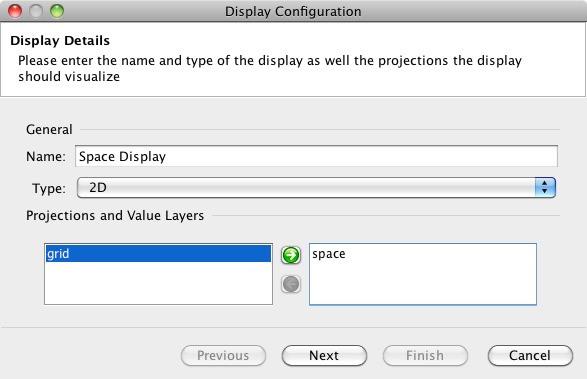 Display Configuration
Display Details
Please enter the name and type of the display as well the projections the display
should visualize
General
Name: Space Display
Type: 2D
Projections and Value Layers
grid space
Previous Next Finish Cancel